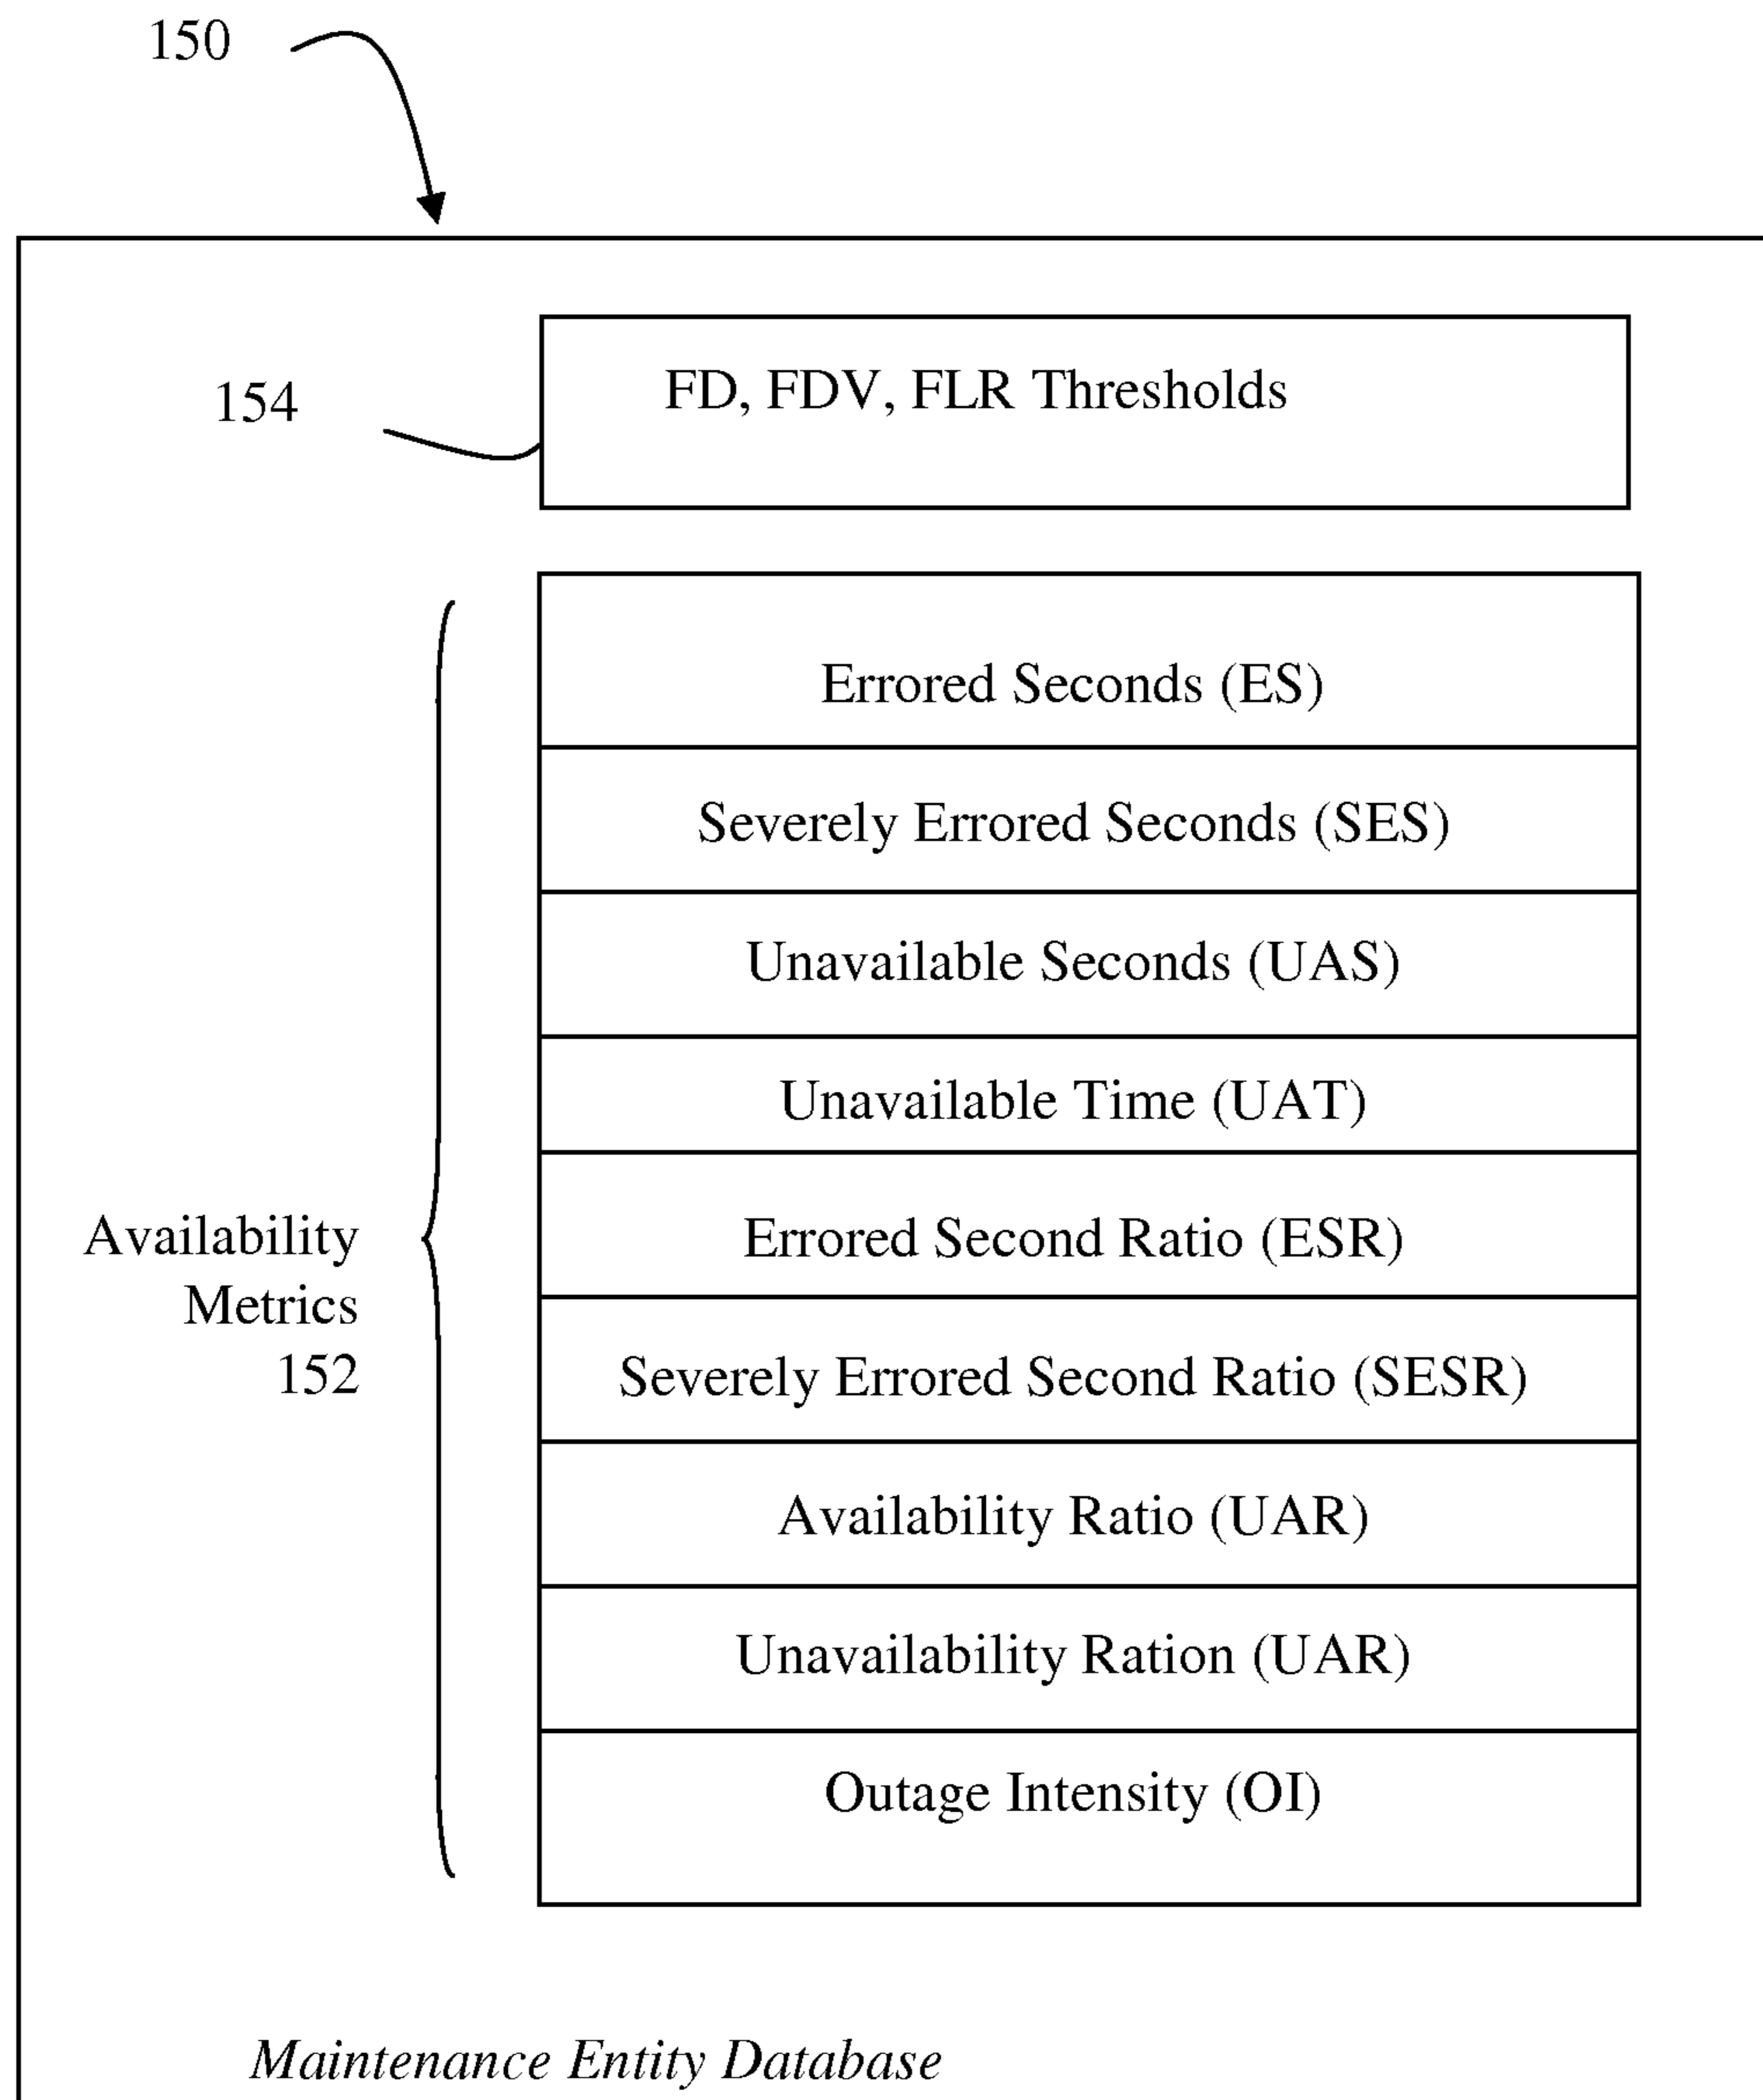 150
154
FD, FDV, FLR Thresholds
Errored Seconds (ES)
Severely Errored Seconds (SES)
Unavailable Seconds (UAS)
Unavailable Time (UAT)
Errored Second Ratio (ESR)
Severely Errored Second Ratio (SESR)
Availability Ratio (UAR)
Unavailability Ration (UAR)
Outage Intensity (OI)
Availability
Metrics
152
Maintenance Entity Database